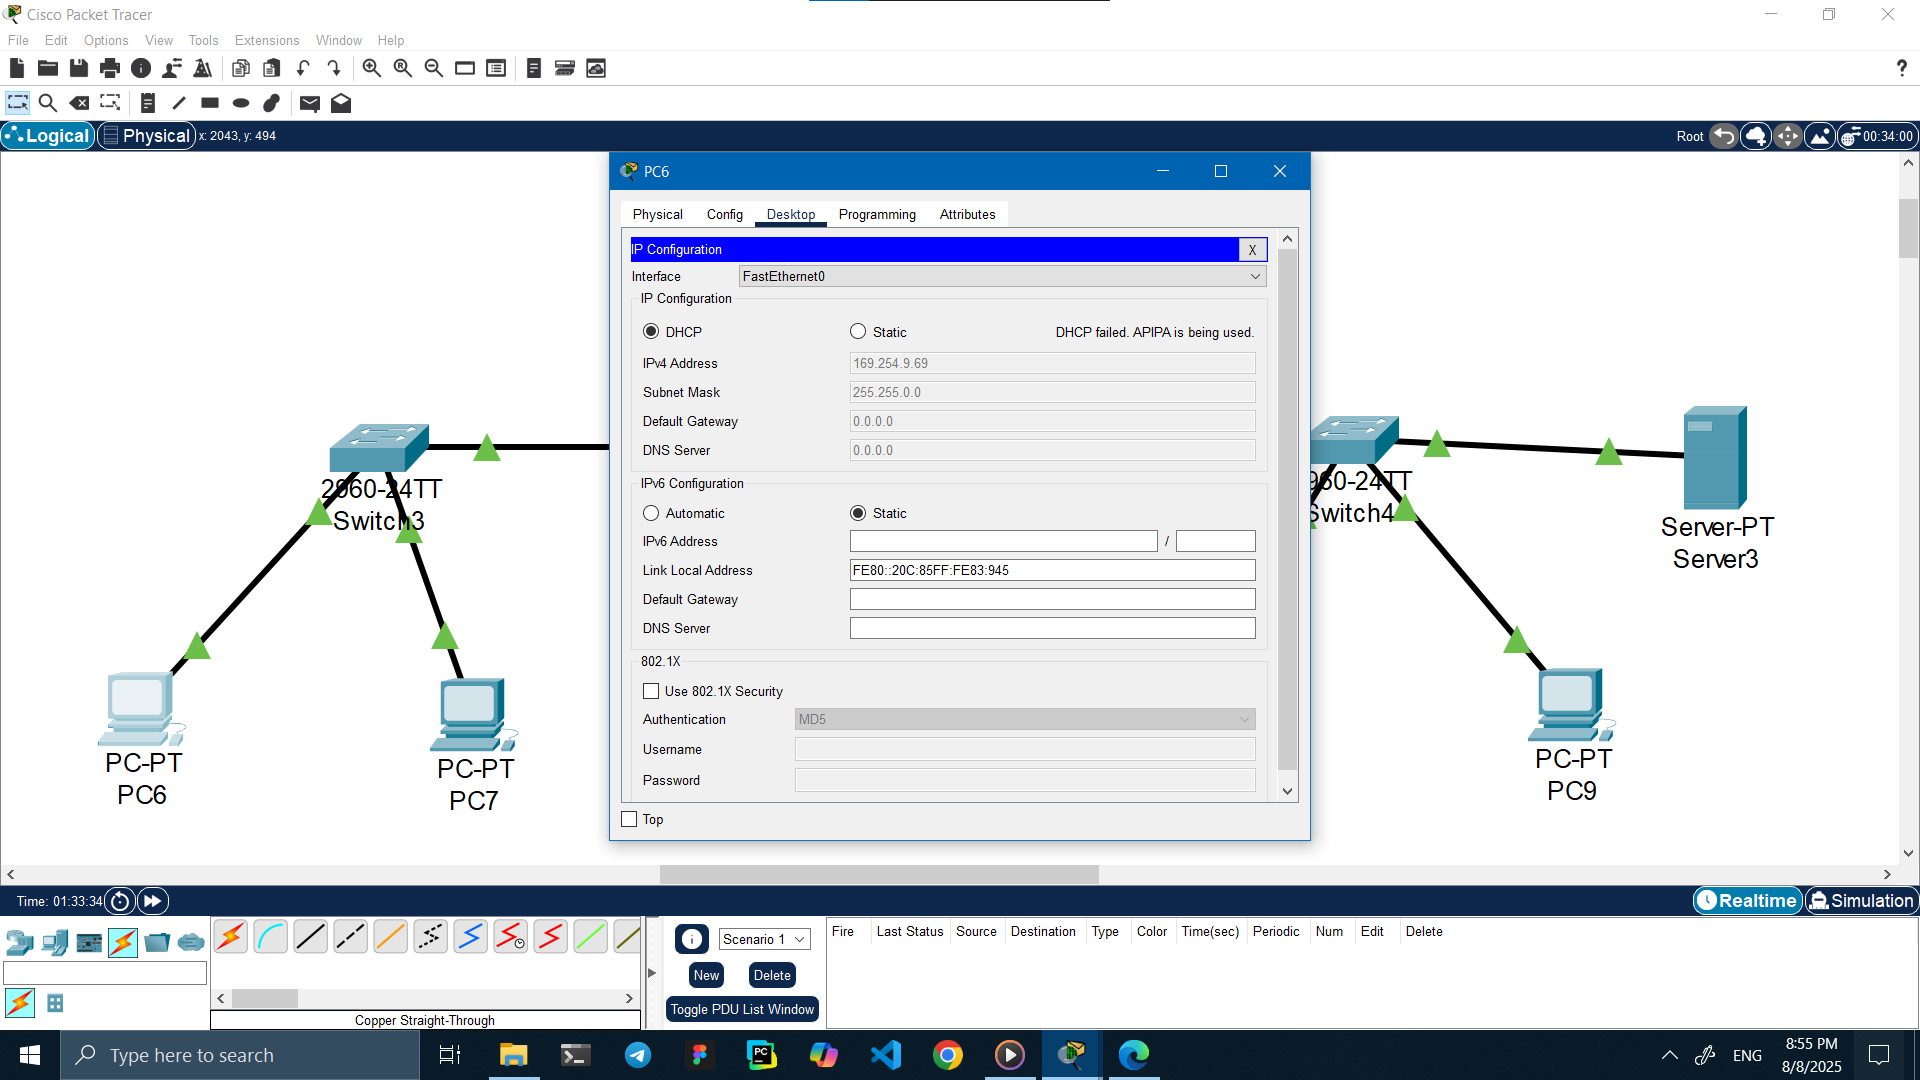 Cisco Packet Tracer
File Edit Options View Tools Extensions Window Help
?
Logical Physical x: 2043, y: 494 Root 00:34:00
PC6
Physical Config Desktop Programming Attributes
IP Configuration X
Interface FastEthernet0
IP Configuration
DHCP Static DHCP failed. APIPA is being used.
IPv4 Address 169.254.9.69
Subnet Mask 255.255.0.0
Default Gateway 0.0.0.0
DNS Server 0.0.0.0
IPv6 Configuration
Automatic Static
IPv6 Address /
Link Local Address FE80::20C:85FF:FE83:945
Default Gateway
DNS Server
802.1X
Use 802.1X Security
Authentication MD5
Username
Password
Top
2960-24TT
Switch3
PC-PT
PC6
PC-PT
PC7
960-24TT
Switch4
Server-PT
Server3
PC-PT
PC9
Time: 01:33:34 Realtime Simulation
Scenario 1
New Delete
Toggle PDU List Window
Fire Last Status Source Destination Type Color Time(sec) Periodic Num Edit Delete
Copper Straight-Through
Type here to search
PC
ENG
8:55 PM
8/8/2025